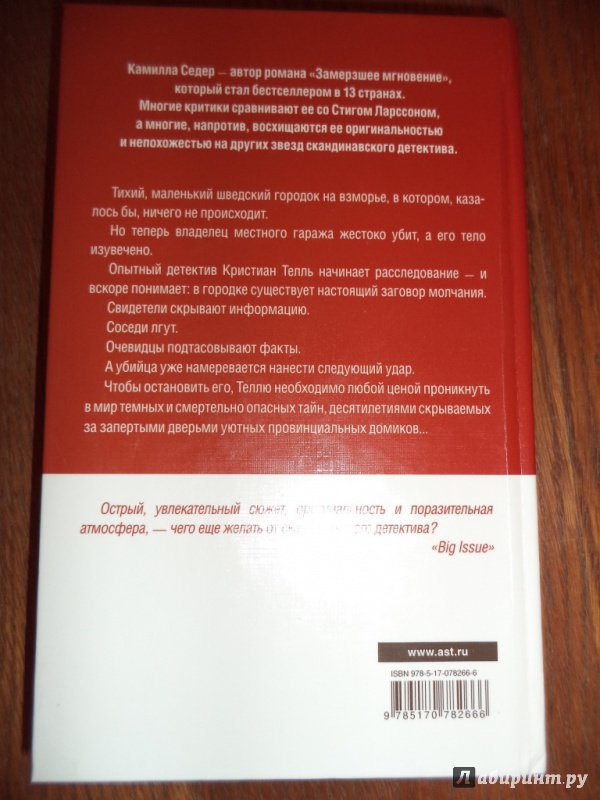 Камилла Седер — автор романа «Замерзшее мгновение»,
который стал бестселлером в 13 странах.
Многие критики сравнивают ее со Стигом Ларссоном,
а многие, напротив, восхищаются ее оригинальностью
и непохожестью на других звезд скандинавского детектива.
Тихий, маленький шведский городок на взморье, в котором, каза-
лось бы, ничего не происходит.
Но теперь владелец местного гаража жестоко убит, а его тело
изувечено.
Опытный детектив Кристиан Телль начинает расследование — и
вскоре понимает: в городке существует настоящий заговор молчания.
Свидетели скрывают информацию.
Соседи лгут.
Очевидцы подтасовывают факты.
А убийца уже намеревается нанести следующий удар.
Чтобы остановить его, Теллю необходимо любой ценой проникнуть
в мир темных и смертельно опасных тайн, десятилетиями скрываемых
за запертыми дверьми уютных провинциальных домиков...
Острый, увлекательный сюжет, и поразительная
атмосфера, — чего еще желать от детектива?
«Big Issue»
www.ast.ru
ISBN 978-5-17-078266-6
9 785170 782666
Лабиринт.ру